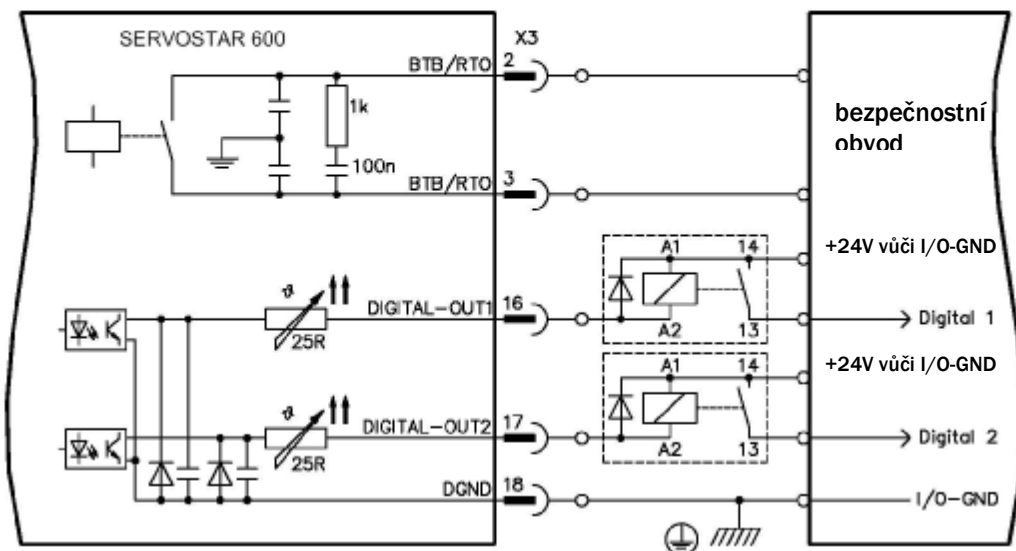 SERVOSTAR 600
X3
BTB/RTO 2
1k
100n
BTB/RTO 3
bezpečnostní
obvod
A1 14
+24V vůči I/O-GND
ϑ
DIGITAL-OUT1 16
25R
A2 13
Digital 1
A1 14
+24V vůči I/O-GND
ϑ
DIGITAL-OUT2 17
25R
A2 13
Digital 2
DGND 18
I/O-GND